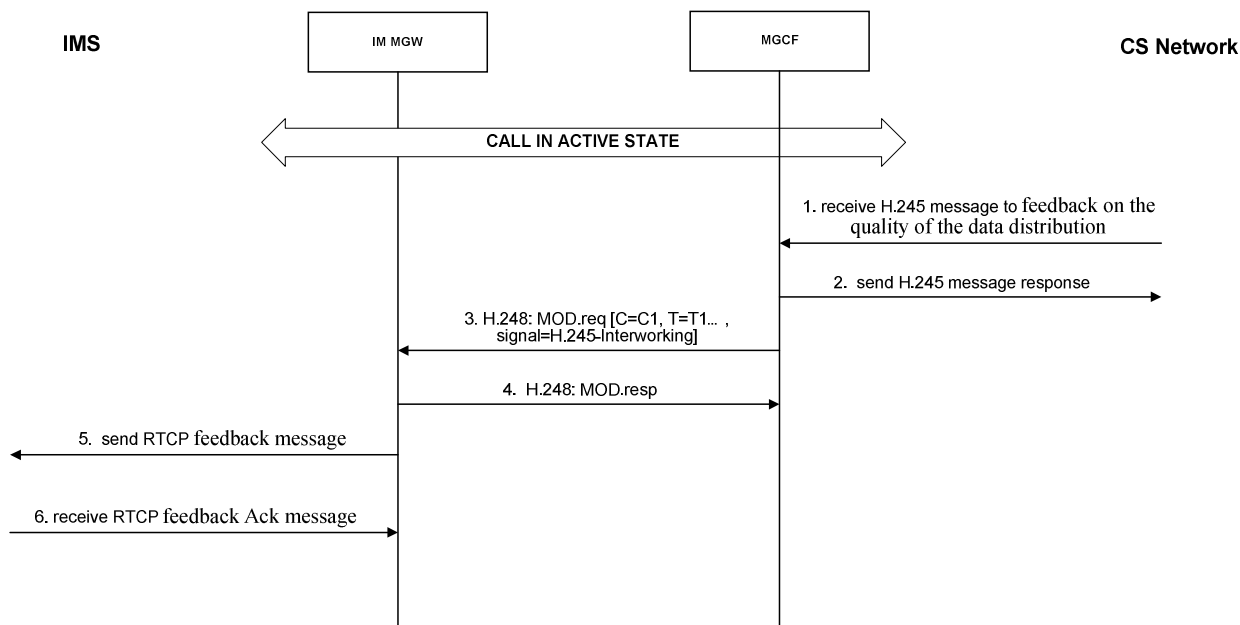 IMS
IM MGW
MGCF
CS Network
CALL IN ACTIVE STATE
1. receive H.245 message to feedback on the
quality of the data distribution
2. send H.245 message response
3. H.248: MOD.req [C=C1, T=T1... ,
signal=H.245-Interworking]
4. H.248: MOD.resp
5. send RTCP feedback message
6. receive RTCP feedback Ack message